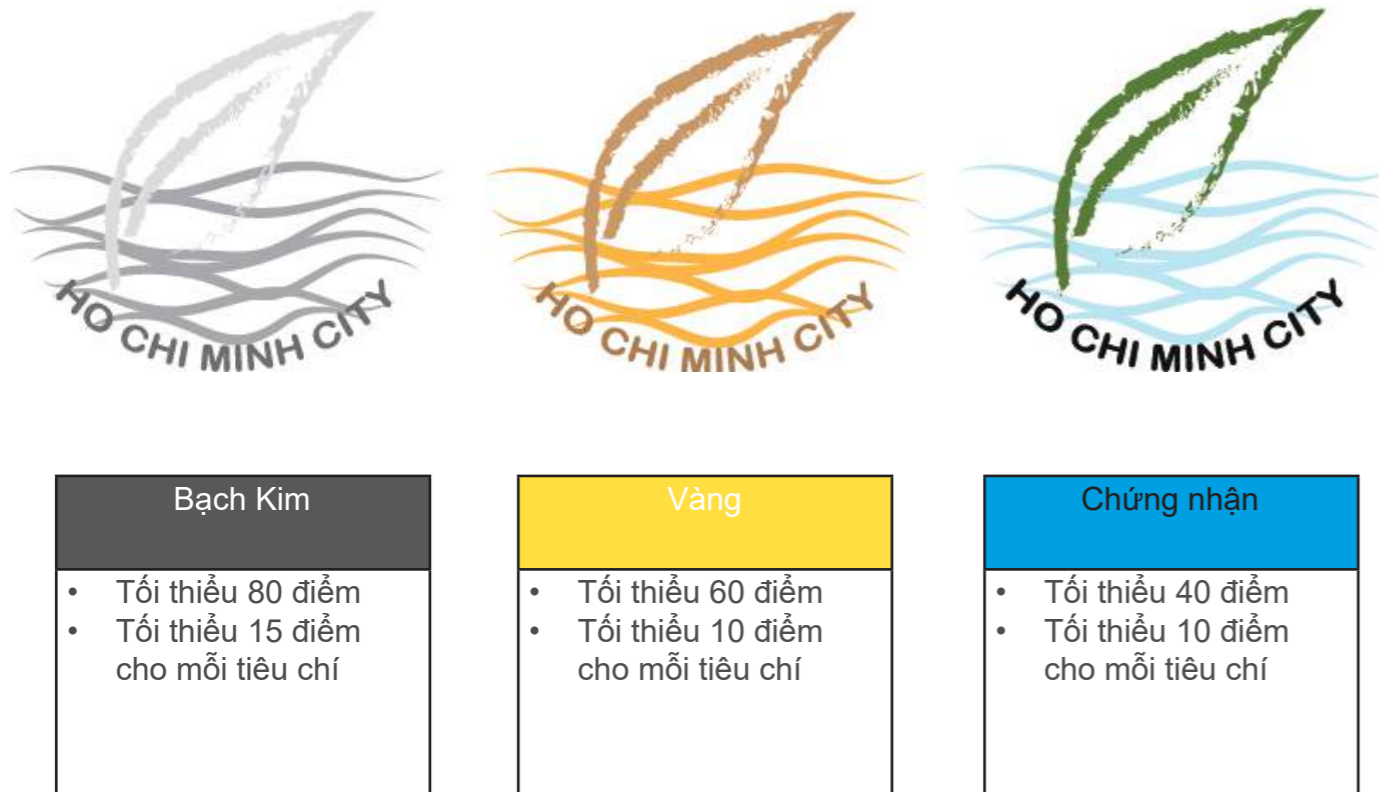 HO CHI MINH CITY
HO CHI MINH CITY
HO CHI MINH CITY
Bạch Kim
• Tối thiểu 80 điểm
• Tối thiểu 15 điểm
cho mỗi tiêu chí
Vàng
• Tối thiểu 60 điểm
• Tối thiểu 10 điểm
cho mỗi tiêu chí
Chứng nhận
• Tối thiểu 40 điểm
• Tối thiểu 10 điểm
cho mỗi tiêu chí